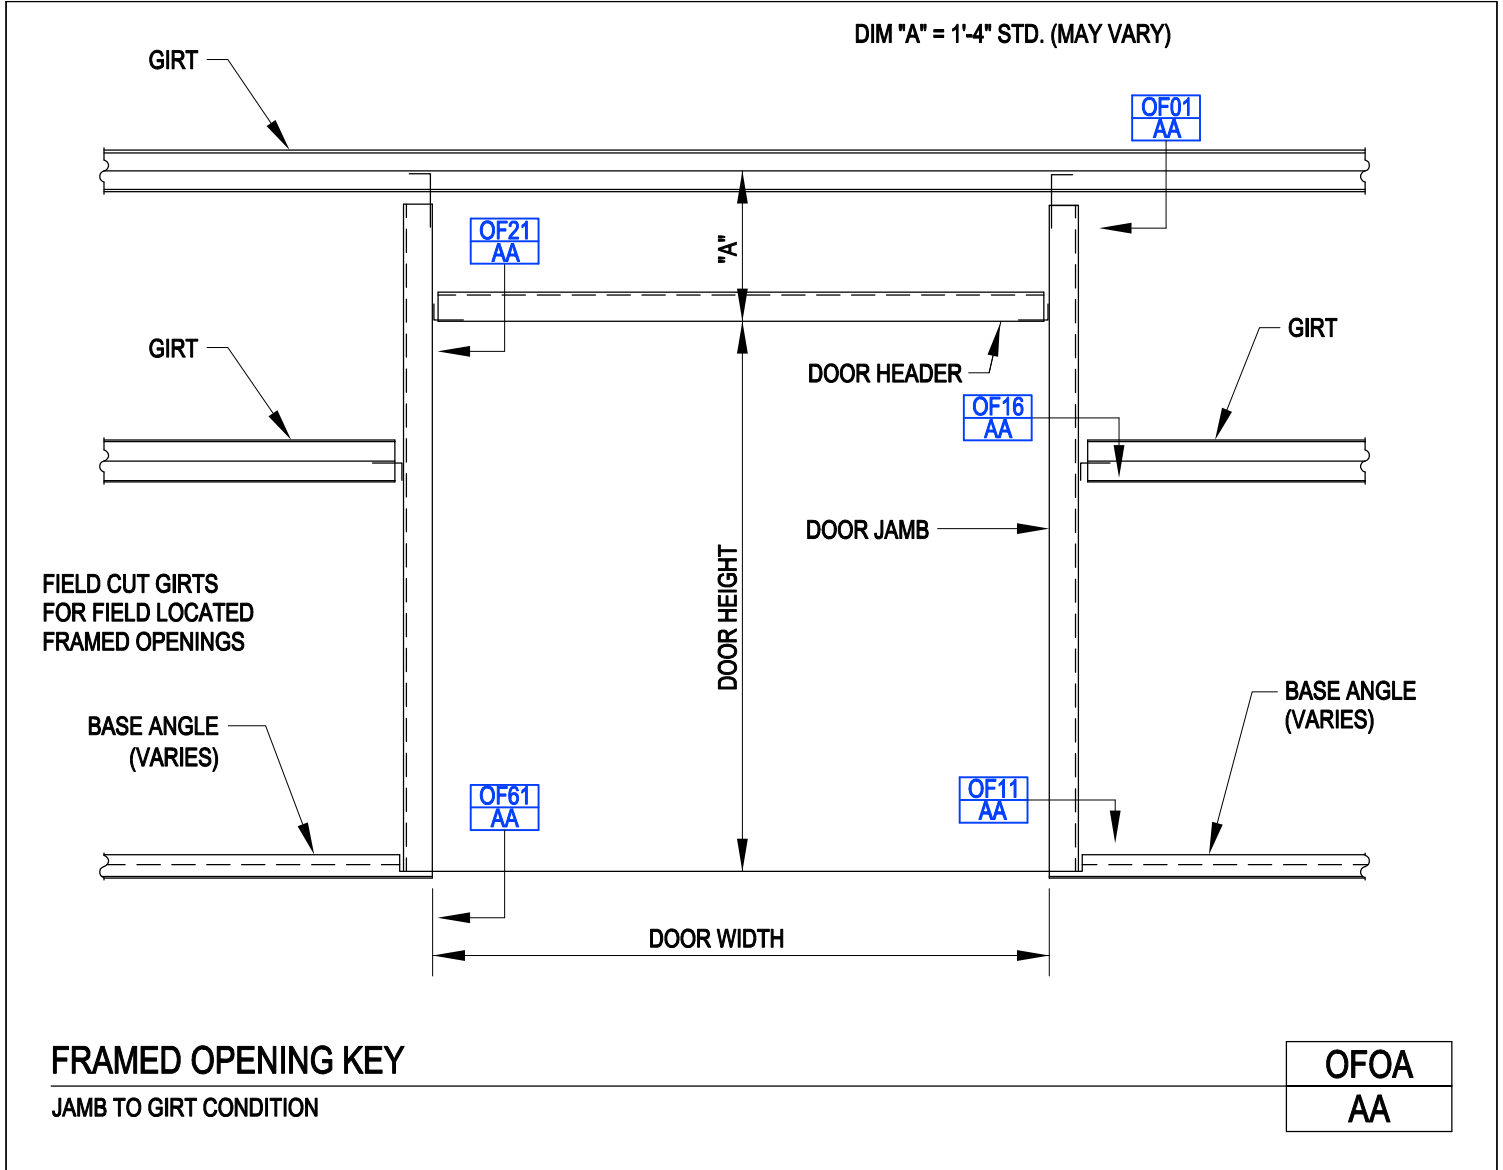 DIM "A" = 1'-4" STD. (MAY VARY)
GIRT
OF01
AA
OF21
AA
"A"
GIRT
GIRT
DOOR HEADER
OF16
AA
DOOR JAMB
DOOR HEIGHT
FIELD CUT GIRTS
FOR FIELD LOCATED
FRAMED OPENINGS
BASE ANGLE
(VARIES)
BASE ANGLE
(VARIES)
OF61
AA
OF11
AA
DOOR WIDTH
FRAMED OPENING KEY
JAMB TO GIRT CONDITION
OFOA
AA